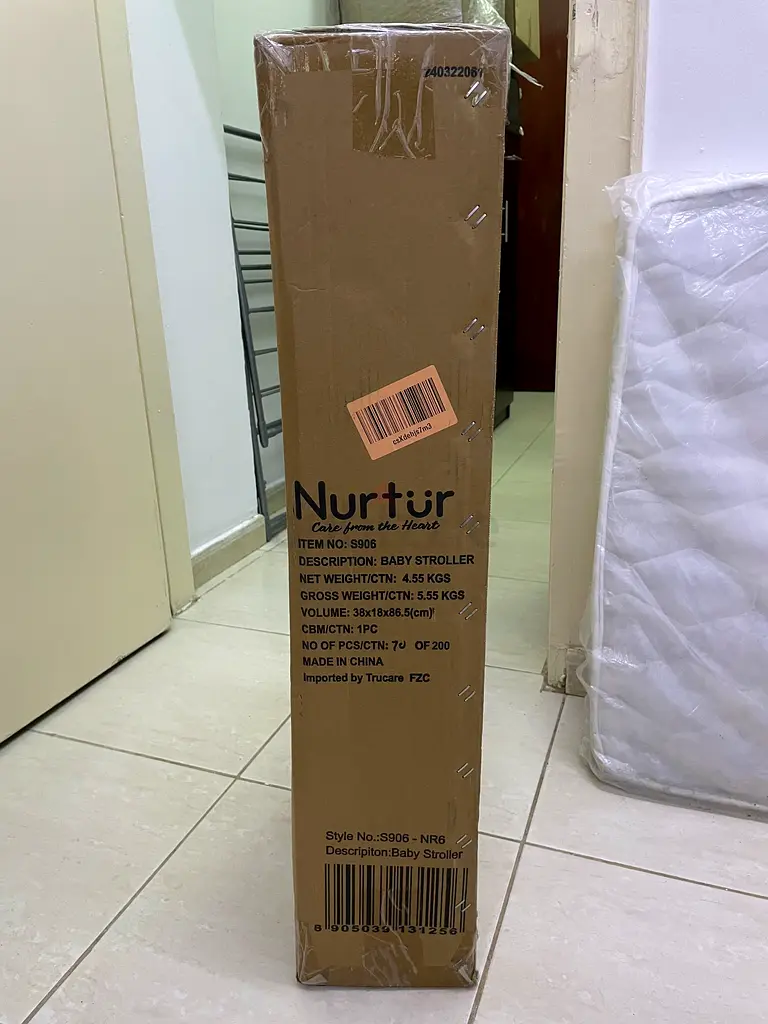 csXdehjs7m3
Nurtür
Care from the Heart
ITEM NO: S906
DESCRIPTION: BABY STROLLER
NET WEIGHT/CTN: 4.55 KGS
GROSS WEIGHT/CTN: 5.55 KGS
VOLUME: 38x18x86.5(cm)
CBM/CTN: 1PC
NO OF PCS/CTN: OF 200
MADE IN CHINA
Imported by Trucare FZC
Style No.:S906 - NR6
Descripiton:Baby Stroller
8 905039 131256